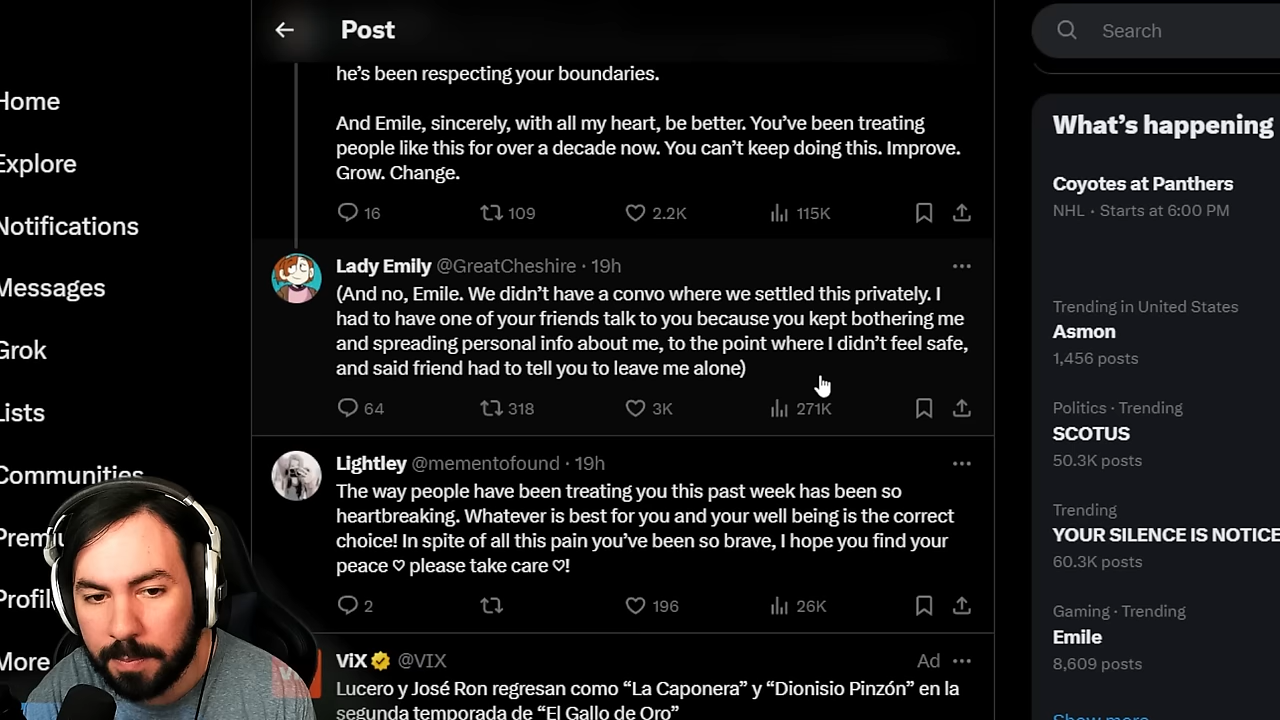 Post
Search
Home
Explore
Notifications
Messages
Grok
Lists
Communities
More
he's been respecting your boundaries.
And Emile, sincerely, with all my heart, be better. You've been treating
people like this for over a decade now. You can't keep doing this. Improve.
Grow. Change.
16 109 2.2K 115K
Lady Emily @GreatCheshire · 19h
(And no, Emile. We didn't have a convo where we settled this privately. I
had to have one of your friends talk to you because you kept bothering me
and spreading personal info about me, to the point where I didn't feel safe,
and said friend had to tell you to leave me alone)
64 318 3K 271K
Lightley @mementofound · 19h
The way people have been treating you this past week has been so
heartbreaking. Whatever is best for you and your well being is the correct
choice! In spite of all this pain you've been so brave, I hope you find your
peace ♡ please take care ♡!
2 196 26K
ViX @VIX Ad
Lucero y José Ron regresan como “La Caponera” y “Dionisio Pinzón” en la
segunda temporada de “El Gallo de Oro”
What's happening
Coyotes at Panthers
NHL · Starts at 6:00 PM
Trending in United States
Asmon
1,456 posts
Politics · Trending
SCOTUS
50.3K posts
Trending
YOUR SILENCE IS NOTICE
60.3K posts
Gaming · Trending
Emile
8,609 posts
Show more